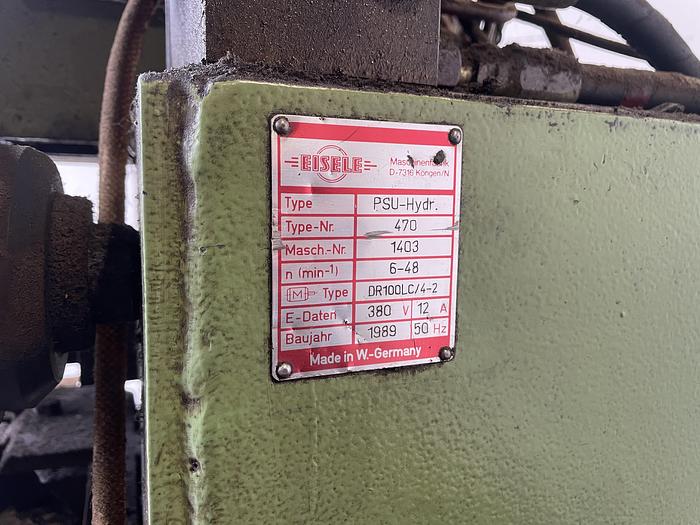 EISELE
Maschinenfabrik
D-7316 Köngen/N
Type PSU-Hydr.
Type-Nr. 470
Masch.-Nr. 1403
n (min-1) 6-48
M Type DR100LC/4-2
E-Daten 380 V 12 A
Baujahr 1989 50 Hz
Made in W.-Germany